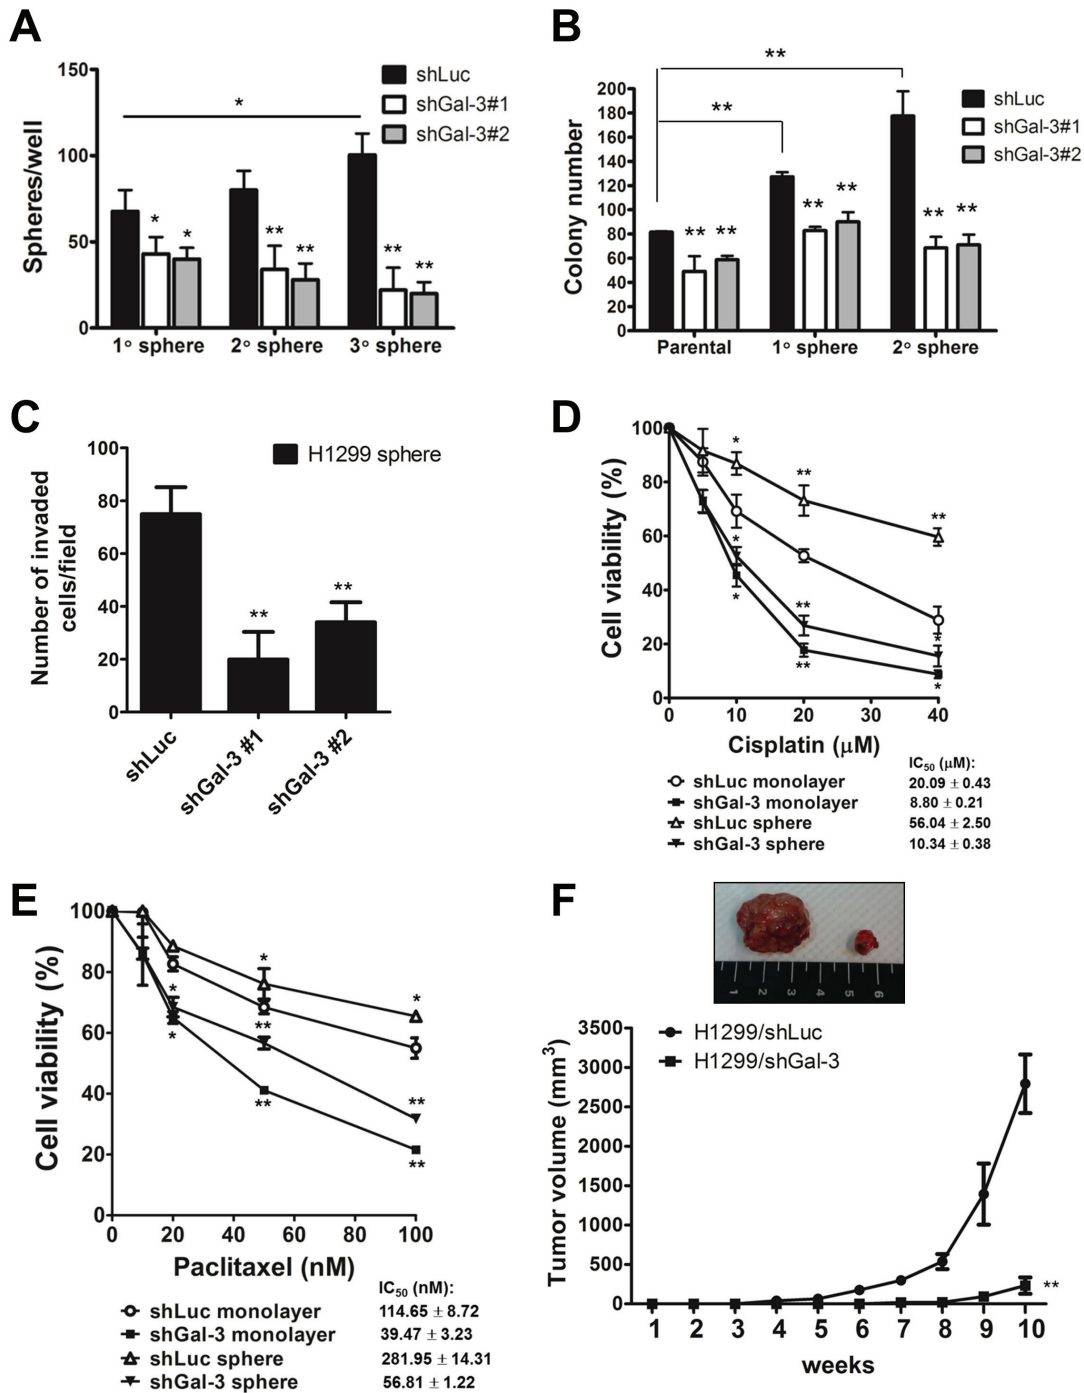 A
150
100
50
0
Spheres/well
shLuc
shGal-3#1
shGal-3#2
*
* *
** **
** **
1° sphere 2° sphere 3° sphere
B
200
180
160
140
120
100
80
60
40
20
0
Colony number
shLuc
shGal-3#1
shGal-3#2
**
**
** **
** **
** **
Parental 1° sphere 2° sphere
C
100
80
60
40
20
0
Number of invaded
cells/field
H1299 sphere
**
**
shLuc
shGal-3 #1
shGal-3 #2
D
100
80
60
40
20
0
Cell viability (%)
*
**
**
*
*
**
**
*
*
0 10 20 30 40
Cisplatin (μM)
IC50 (μM):
shLuc monolayer 20.09 ± 0.43
shGal-3 monolayer 8.80 ± 0.21
shLuc sphere 56.04 ± 2.50
shGal-3 sphere 10.34 ± 0.38
E
100
80
60
40
20
0
Cell viability (%)
*
*
*
*
**
**
**
**
0 20 40 60 80 100
Paclitaxel (nM)
IC50 (nM):
shLuc monolayer 114.65 ± 8.72
shGal-3 monolayer 39.47 ± 3.23
shLuc sphere 281.95 ± 14.31
shGal-3 sphere 56.81 ± 1.22
F
1 2 3 4 5 6
3500
3000
2500
2000
1500
1000
500
0
Tumor volume (mm3)
H1299/shLuc
H1299/shGal-3
**
1 2 3 4 5 6 7 8 9 10
weeks